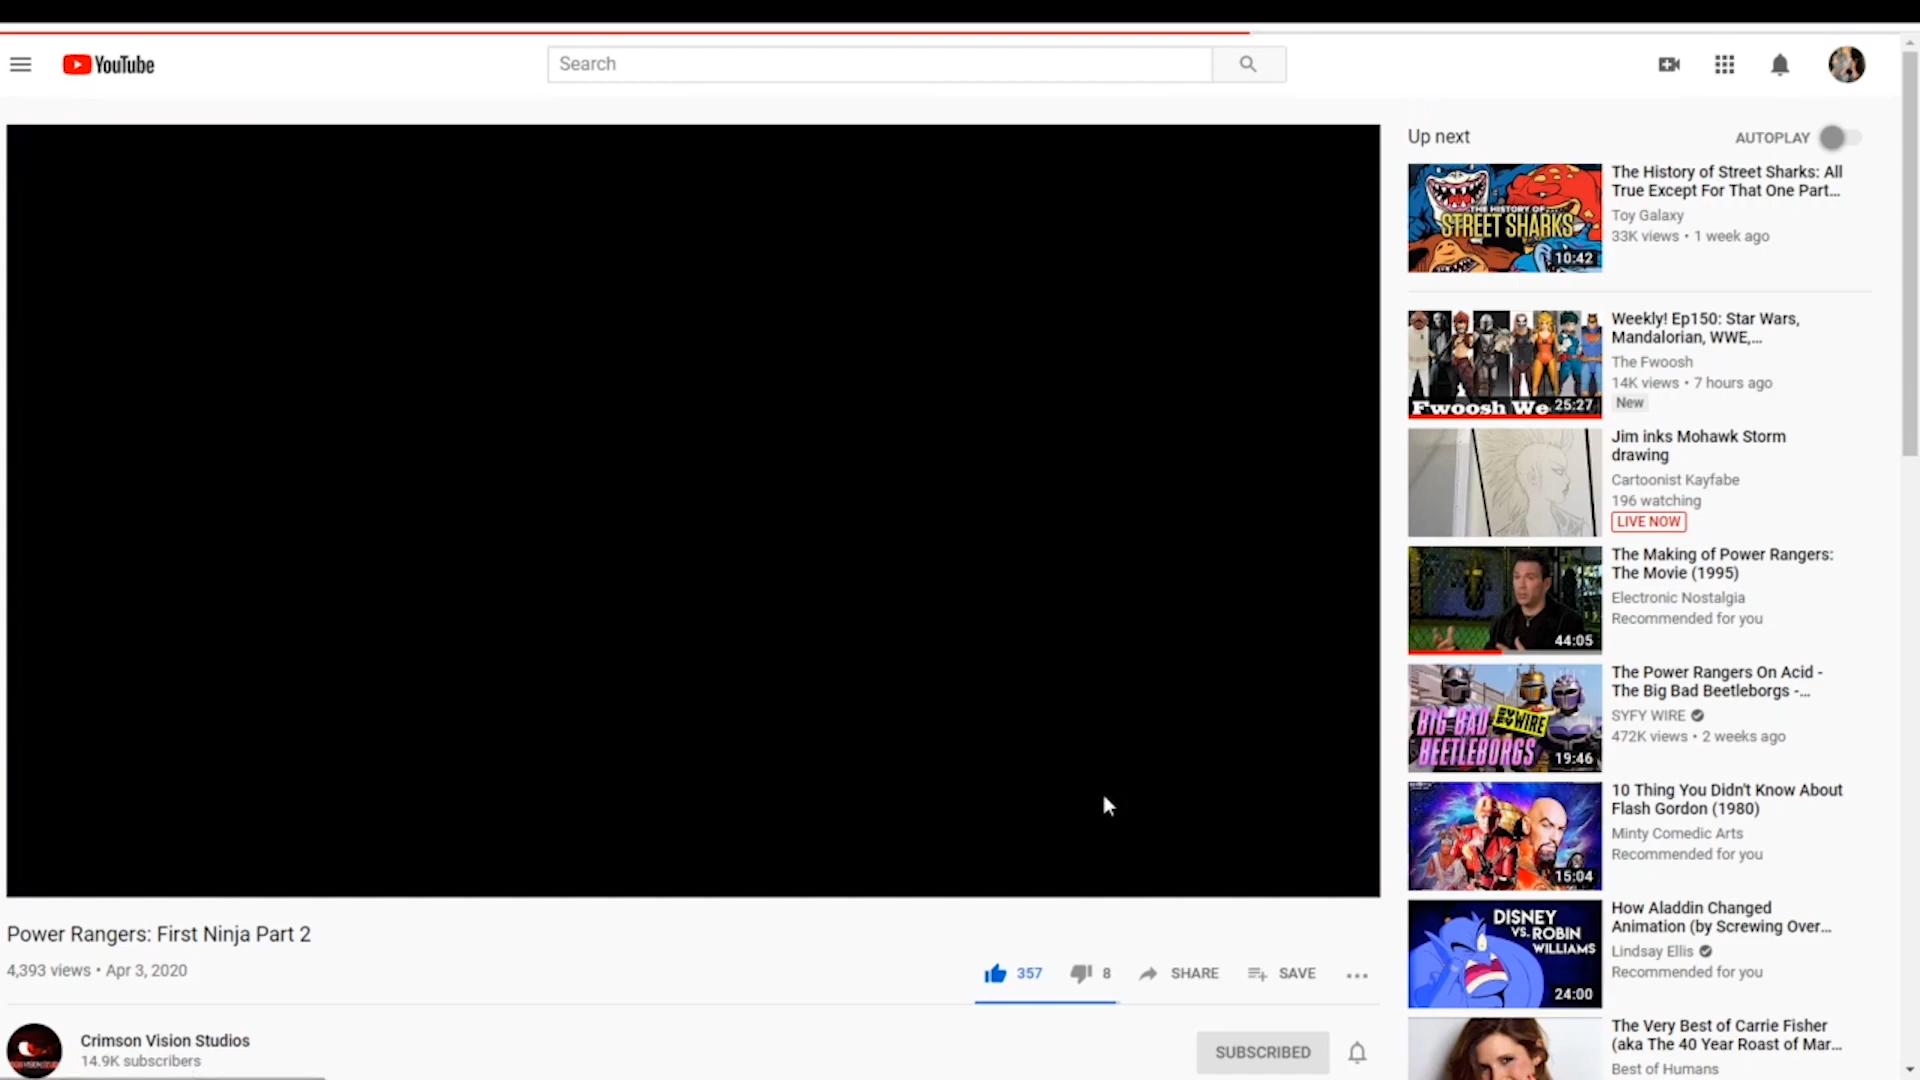 YouTube
Search
Up next
AUTOPLAY
THE HISTORY OF
STREET SHARKS
10:42
The History of Street Sharks: All
True Except For That One Part...
Toy Galaxy
33K views • 1 week ago
Fwoosh We
25:27
Weekly! Ep150: Star Wars,
Mandalorian, WWE,...
The Fwoosh
14K views • 7 hours ago
New
Jim inks Mohawk Storm
drawing
Cartoonist Kayfabe
196 watching
LIVE NOW
44:05
The Making of Power Rangers:
The Movie (1995)
Electronic Nostalgia
Recommended for you
BIG BAD
BEETLEBORGS
SYFY WIRE
19:46
The Power Rangers On Acid -
The Big Bad Beetleborgs -...
SYFY WIRE
472K views • 2 weeks ago
15:04
10 Thing You Didn't Know About
Flash Gordon (1980)
Minty Comedic Arts
Recommended for you
DISNEY
VS. ROBIN
WILLIAMS
24:00
How Aladdin Changed
Animation (by Screwing Over...
Lindsay Ellis
Recommended for you
The Very Best of Carrie Fisher
(aka The 40 Year Roast of Mar...
Best of Humans
Power Rangers: First Ninja Part 2
4,393 views • Apr 3, 2020
357
8
SHARE
SAVE
Crimson Vision Studios
14.9K subscribers
SUBSCRIBED